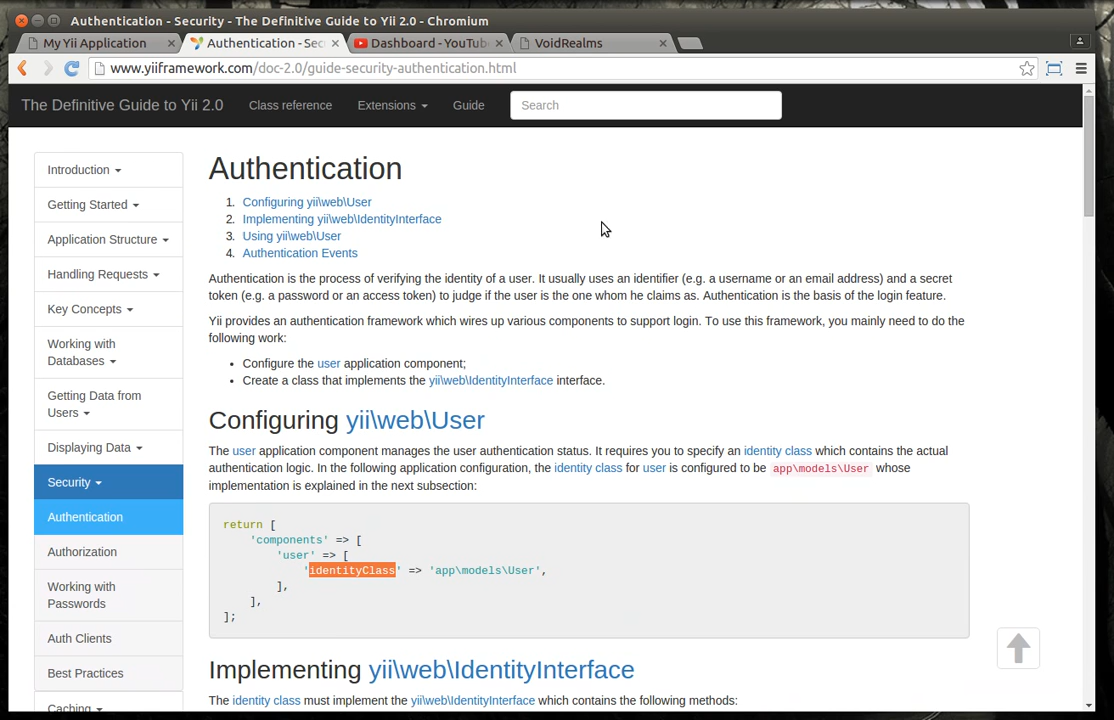 Authentication - Security - The Definitive Guide to Yii 2.0 - Chromium
My Yii Application
Authentication - Sec
Dashboard - YouTub
VoidRealms
www.yiiframework.com/doc-2.0/guide-security-authentication.html
The Definitive Guide to Yii 2.0
Class reference
Extensions
Guide
Search
Introduction
Getting Started
Application Structure
Handling Requests
Key Concepts
Working with
Databases
Getting Data from
Users
Displaying Data
Security
Authentication
Authorization
Working with
Passwords
Auth Clients
Best Practices
Caching
Authentication
1. Configuring yii\web\User
2. Implementing yii\web\IdentityInterface
3. Using yii\web\User
4. Authentication Events
Authentication is the process of verifying the identity of a user. It usually uses an identifier (e.g. a username or an email address) and a secret
token (e.g. a password or an access token) to judge if the user is the one whom he claims as. Authentication is the basis of the login feature.
Yii provides an authentication framework which wires up various components to support login. To use this framework, you mainly need to do the
following work:
• Configure the user application component;
• Create a class that implements the yii\web\IdentityInterface interface.
Configuring yii\web\User
The user application component manages the user authentication status. It requires you to specify an identity class which contains the actual
authentication logic. In the following application configuration, the identity class for user is configured to be app\models\User whose
implementation is explained in the next subsection:
return [
'components' => [
'user' => [
'identityClass' => 'app\models\User',
],
],
];
Implementing yii\web\IdentityInterface
The identity class must implement the yii\web\IdentityInterface which contains the following methods: